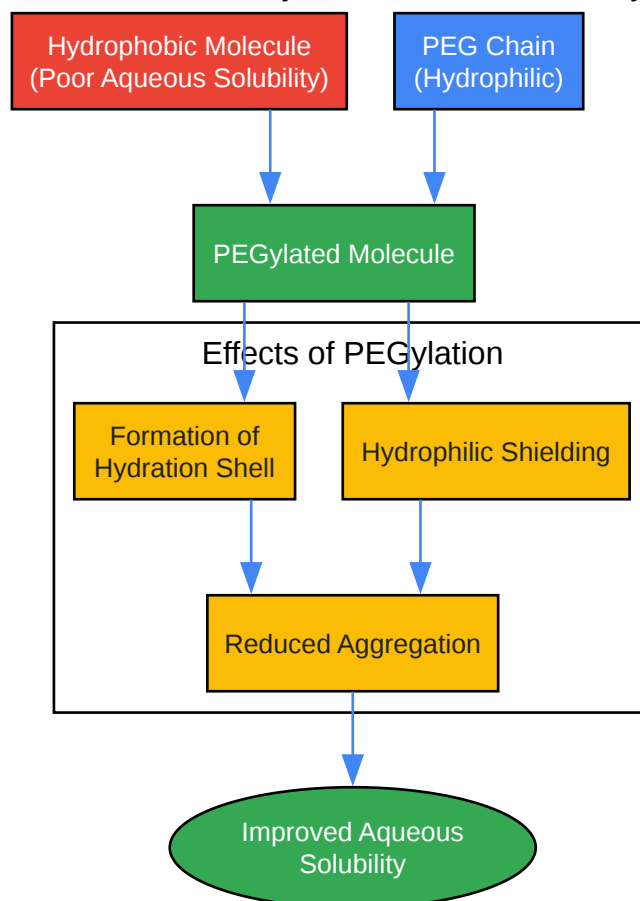 Hydrophobic Molecule
(Poor Aqueous Solubility)
PEG Chain
(Hydrophilic)
PEGylated Molecule
Effects of PEGylation
Formation of
Hydration Shell
Hydrophilic Shielding
Reduced Aggregation
Improved Aqueous
Solubility